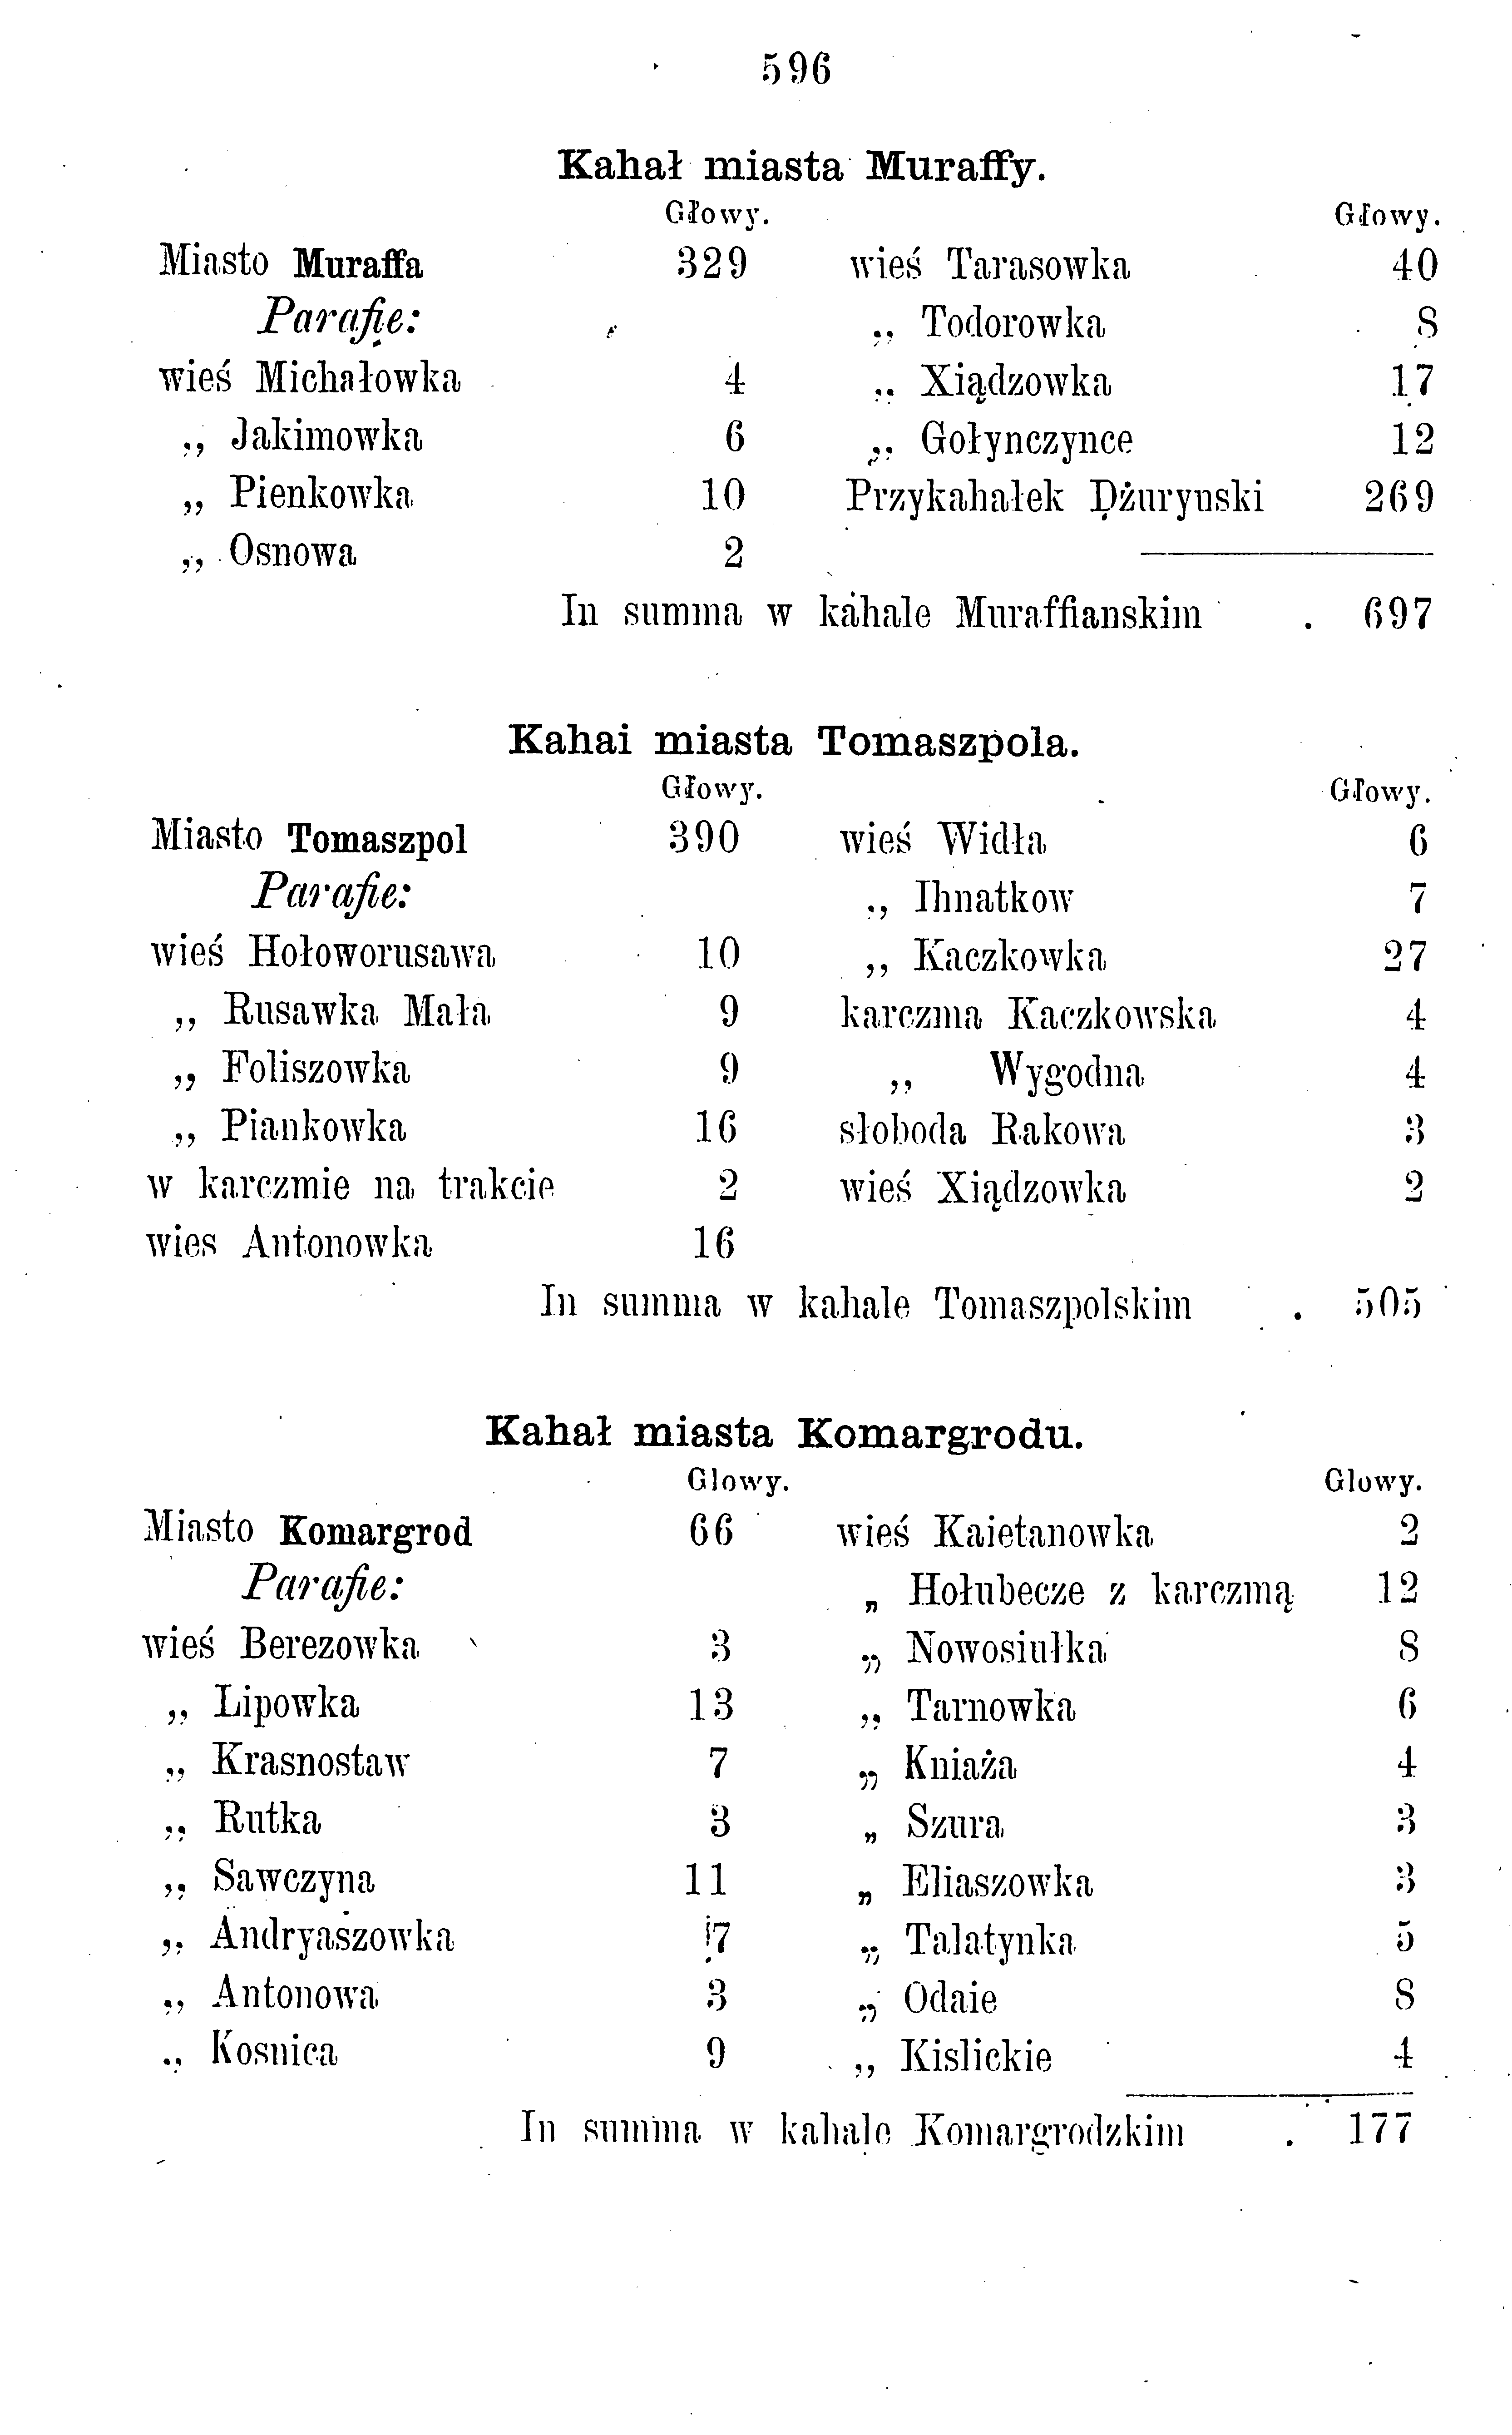 596
Kahał miasta Muraffy.
Głowy. Głowy.
Miasto Muraffa 329 wieś Tarasowka 40
Parafie: „ Todorowka 8
wieś Michałowka 4 „ Xiądzowka 17
„ Jakimowka 6 „ Gołynczynce 12
„ Pienkowka 10 Przykahałek Dżurynski 269
„ Osnowa 2
In summa w kahale Muraffianskim . 697
Kahai miasta Tomaszpola.
Głowy. Głowy.
Miasto Tomaszpol 390 wieś Widła 6
Parafie: „ Ihnatkow 7
wieś Hołoworusawa 10 „ Kaczkowka 27
„ Rusawka Mała 9 karczma Kaczkowska 4
„ Foliszowka 9 „ Wygodna 4
„ Piankowka 16 słoboda Rakowa 3
w karczmie na trakcie 2 wieś Xiądzowka 2
wies Antonowka 16
In summa w kahale Tomaszpolskim . 505
Kahał miasta Komargrodu.
Glowy. Glowy.
Miasto Komargrod 66 wieś Kaietanowka 2
Parafie: „ Hołubecze z karczmą 12
wieś Berezowka 3 „ Nowosiułka 8
„ Lipowka 13 „ Tarnowka 6
„ Krasnostaw 7 „ Kniaża 4
„ Rutka 3 „ Szura 3
„ Sawczyna 11 „ Eliaszowka 3
„ Andryaszowka 7 „ Talatynka 5
„ Antonowa 3 „ Odaie 8
„ Kosnica 9 „ Kislickie 4
In summa w kahale Komargrodzkim . 177